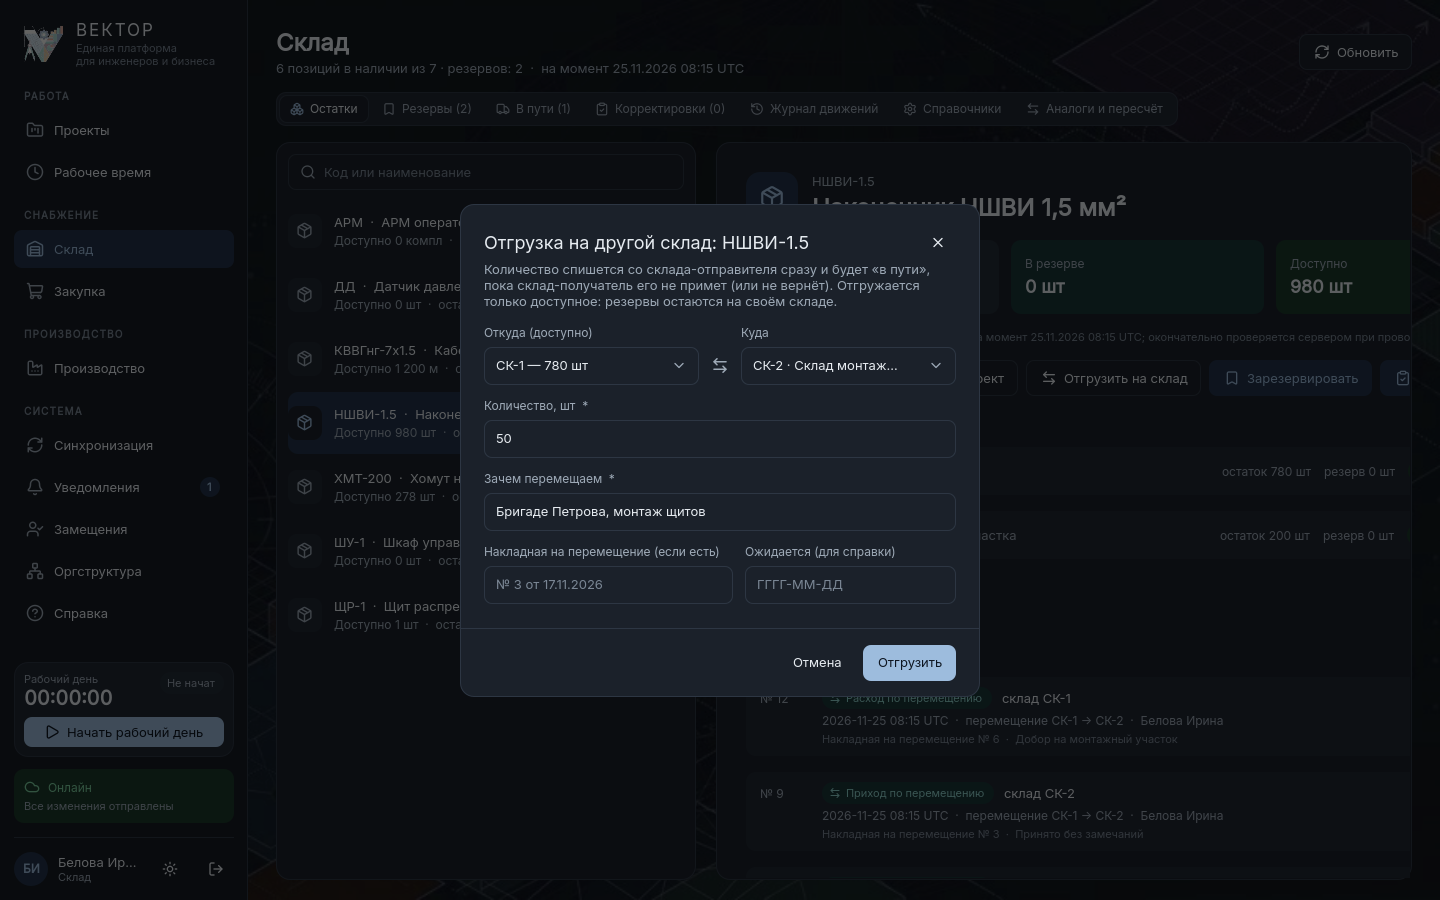 ВЕКТОР
Единая платформа
для инженеров и бизнеса
РАБОТА
Проекты
Рабочее время
СНАБЖЕНИЕ
Склад
Закупка
ПРОИЗВОДСТВО
Производство
СИСТЕМА
Синхронизация
Уведомления 1
Замещения
Оргструктура
Справка
Рабочий день
Не начат
00:00:00
Начать рабочий день
Онлайн
Все изменения отправлены
БИ
Белова Ир...
Склад
Склад
6 позиций в наличии из 7 · резервов: 2 · на момент 25.11.2026 08:15 UTC
Обновить
Остатки
Резервы (2)
В пути (1)
Корректировки (0)
Журнал движений
Справочники
Аналоги и пересчёт
Код или наименование
АРМ · АРМ операт
Доступно 0 компл ·
ДД · Датчик давле
Доступно 0 шт · оста
КВВГнг-7х1.5 · Кабе
Доступно 1 200 м · о
НШВИ-1.5 · Наконе
Доступно 980 шт · о
ХМТ-200 · Хомут н
Доступно 278 шт · о
ШУ-1 · Шкаф управ
Доступно 0 шт · оста
ЩР-1 · Щит распре
Доступно 1 шт · оста
НШВИ-1.5
Наконечник НШВИ 1,5 мм²
В резерве
0 шт
Доступно
980 шт
момент 25.11.2026 08:15 UTC; окончательно проверяется сервером при прово
ект
Отгрузить на склад
Зарезервировать
остаток 780 шт резерв 0 шт
астка
остаток 200 шт резерв 0 шт
№ 12
Расход по перемещению
склад СК-1
2026-11-25 08:15 UTC · перемещение СК-1 → СК-2 · Белова Ирина
Накладная на перемещение № 6 · Добор на монтажный участок
№ 9
Приход по перемещению
склад СК-2
2026-11-25 08:15 UTC · перемещение СК-1 → СК-2 · Белова Ирина
Накладная на перемещение № 3 · Принято без замечаний
Отгрузка на другой склад: НШВИ-1.5
Количество спишется со склада-отправителя сразу и будет «в пути»,
пока склад-получатель его не примет (или не вернёт). Отгружается
только доступное: резервы остаются на своём складе.
Откуда (доступно)
Куда
СК-1 — 780 шт
СК-2 · Склад монтаж...
Количество, шт *
50
Зачем перемещаем *
Бригаде Петрова, монтаж щитов
Накладная на перемещение (если есть)
Ожидается (для справки)
№ 3 от 17.11.2026
ГГГГ-ММ-ДД
Отмена
Отгрузить